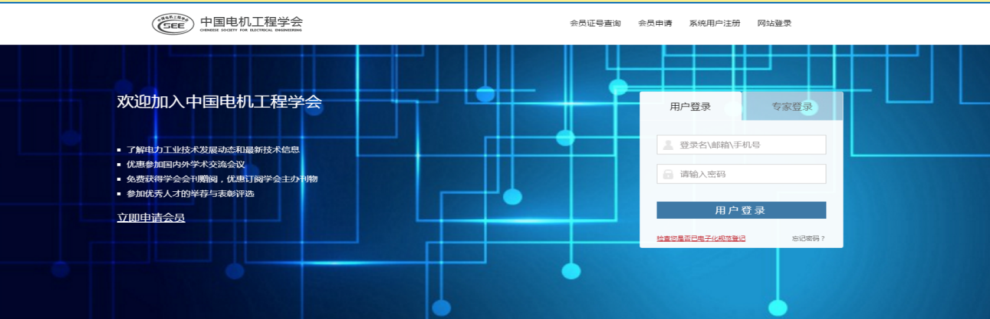 中国电机工程学会
CHINESE SOCIETY FOR ELECTRICAL ENGINEERING
CSEE
会员证号查询 会员申请 系统用户注册 网站登录
欢迎加入中国电机工程学会
用户登录 专家登录
登录名\邮箱\手机号
▪ 了解电力工业技术发展动态和最新技术信息
▪ 优惠参加国内外学术交流会议
▪ 免费获得学会会刊赠阅，优惠订阅学会主办刊物
▪ 参加优秀人才的举荐与表彰评选
请输入密码
立即申请会员
用户登录
检查您是否已电子化规范登记 忘记密码？